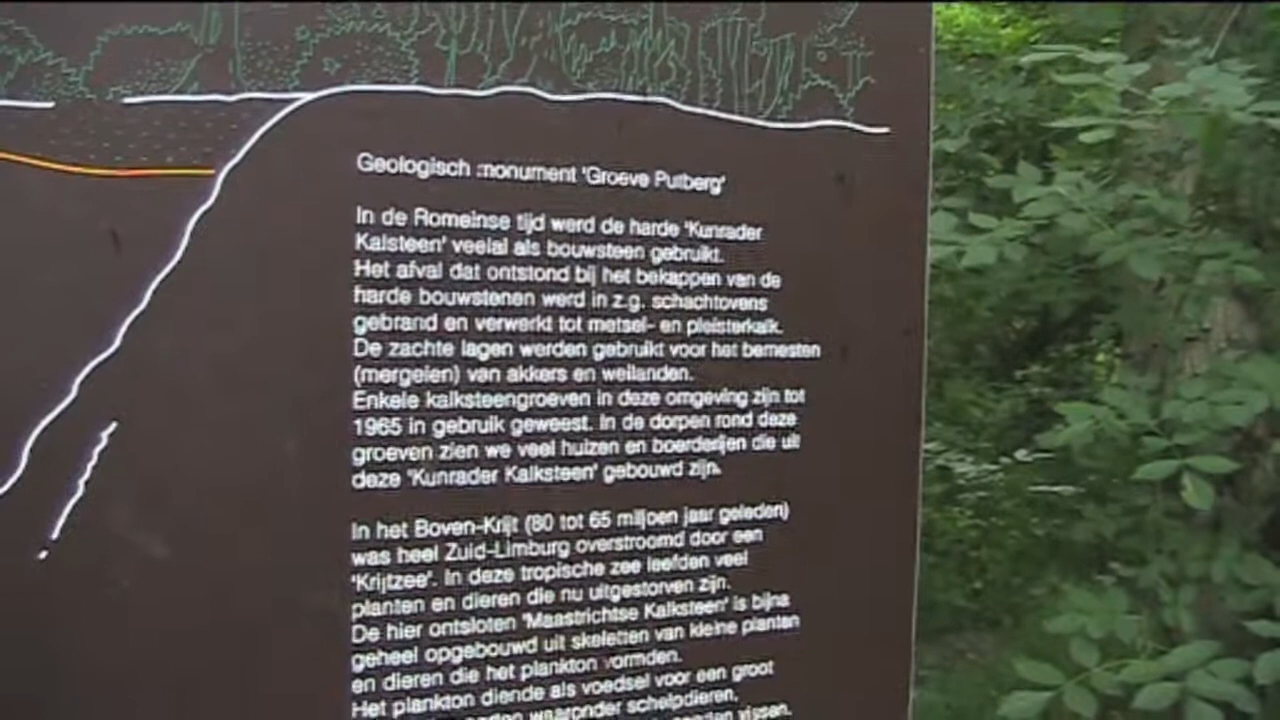 Geologisch monument 'Groeve Putberg'
In de Romeinse tijd werd de harde 'Kunrader
Kalsteen' veelal als bouwsteen gebruikt.
Het afval dat ontstond bij het bekappen van de
harde bouwstenen werd in z.g. schachtovens
gebrand en verwerkt tot metsel- en pleisterkalk.
De zachte lagen werden gebruikt voor het bemesten
(mergelen) van akkers en weilanden.
Enkele kalksteengroeven in deze omgeving zijn tot
1965 in gebruik geweest. In de dorpen rond deze
groeven zien we veel huizen en boerderijen die uit
deze 'Kunrader Kalksteen' gebouwd zijn.
In het Boven-Krijt (80 tot 65 miljoen jaar geleden)
was heel Zuid-Limburg overstroomd door een
'Krijtzee'. In deze tropische zee leefden veel
planten en dieren die nu uitgestorven zijn.
De hier ontsloten 'Maastrichtse Kalksteen' is bijna
geheel opgebouwd uit skeletten van kleine planten
en dieren die het plankton vormden.
Het plankton diende als voedsel voor een groot
waaronder schelpdieren,
vissen.